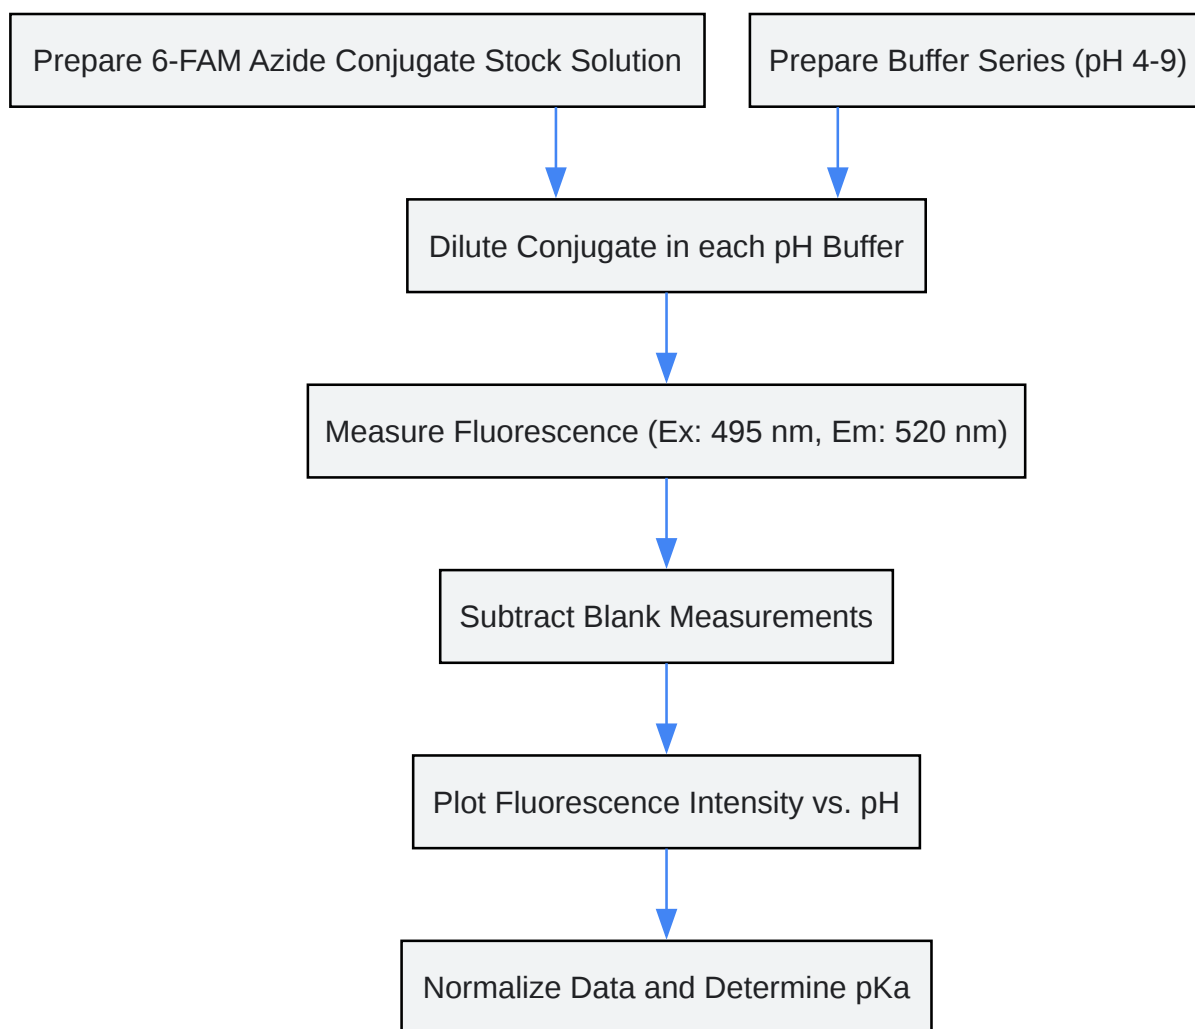 Prepare 6-FAM Azide Conjugate Stock Solution
Prepare Buffer Series (pH 4-9)
Dilute Conjugate in each pH Buffer
Measure Fluorescence (Ex: 495 nm, Em: 520 nm)
Subtract Blank Measurements
Plot Fluorescence Intensity vs. pH
Normalize Data and Determine pKa